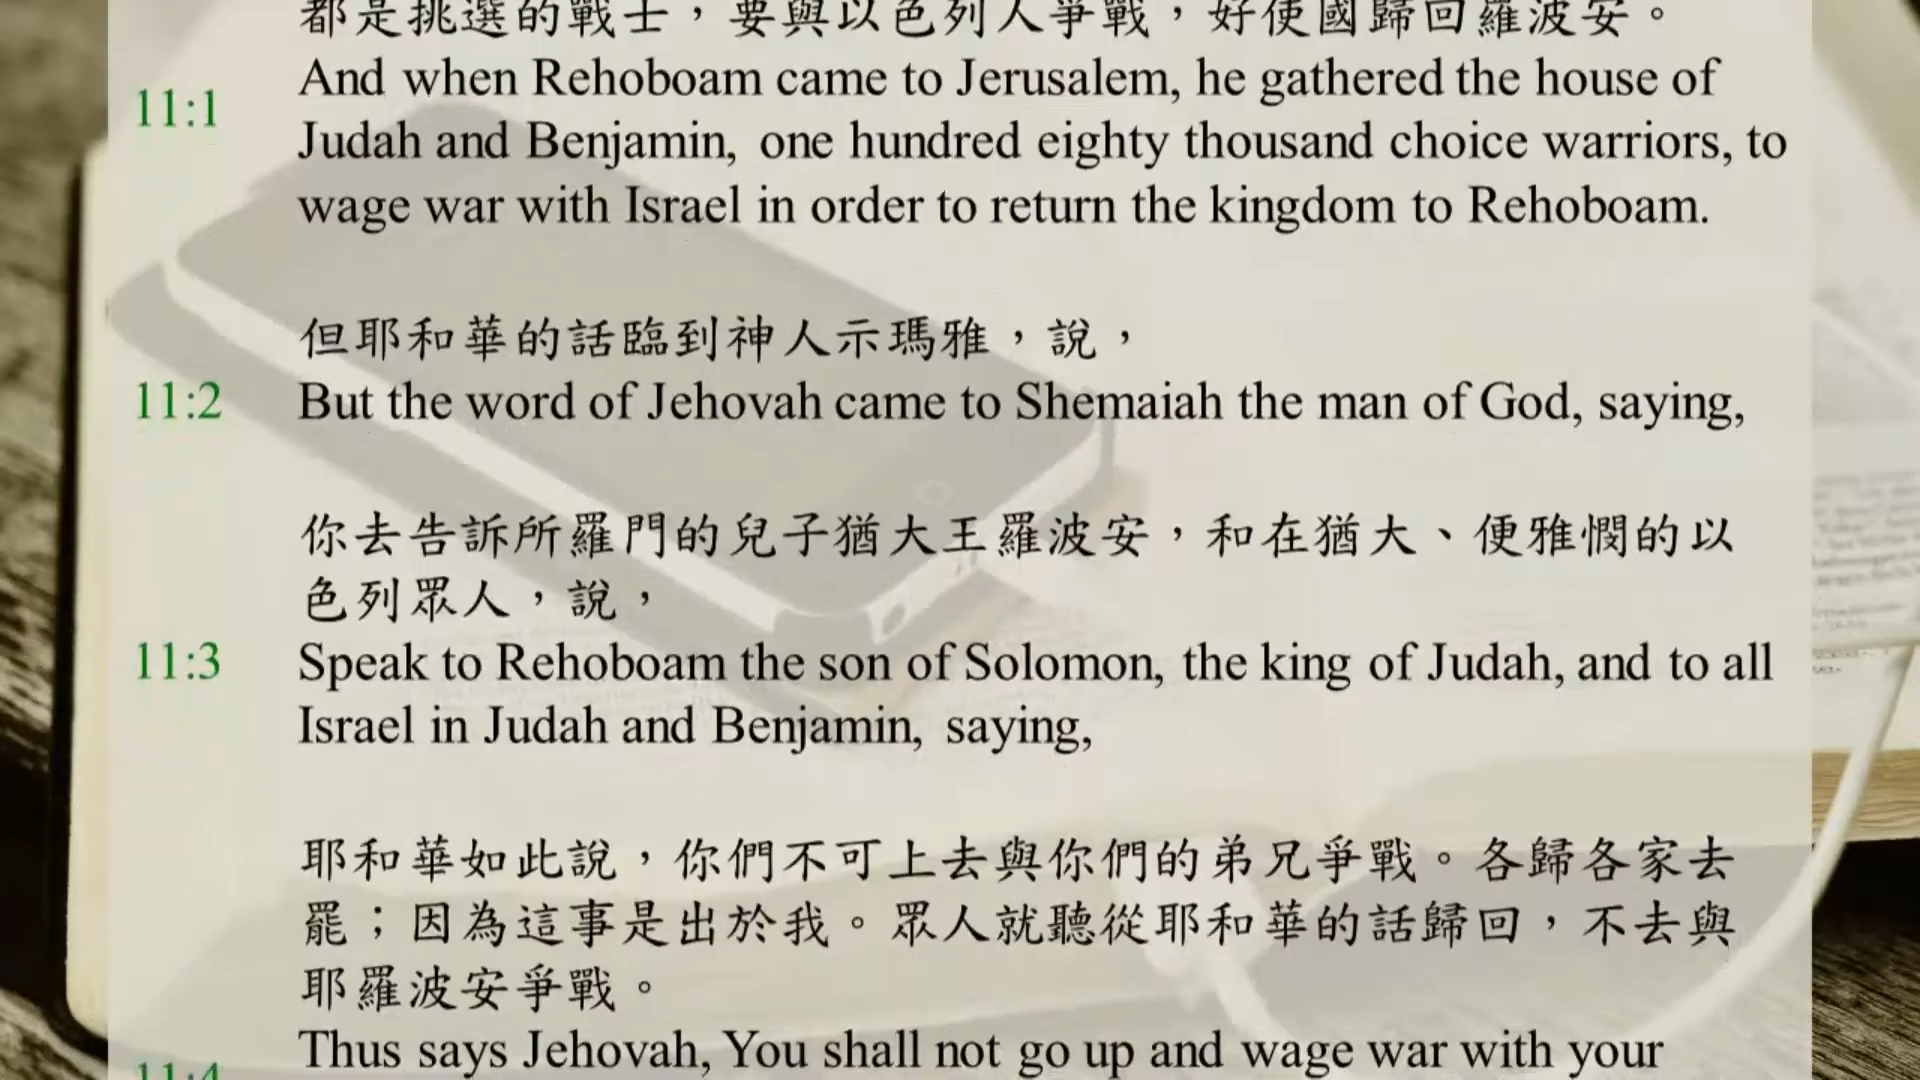 都是挑選的戰士，要與以色列人爭戰，好使國歸回羅波安。
11:1 And when Rehoboam came to Jerusalem, he gathered the house of
Judah and Benjamin, one hundred eighty thousand choice warriors, to
wage war with Israel in order to return the kingdom to Rehoboam.
但耶和華的話臨到神人示瑪雅，說，
11:2 But the word of Jehovah came to Shemaiah the man of God, saying,
你去告訴所羅門的兒子猶大王羅波安，和在猶大、便雅憫的以
色列眾人，說，
11:3 Speak to Rehoboam the son of Solomon, the king of Judah, and to all
Israel in Judah and Benjamin, saying,
耶和華如此說，你們不可上去與你們的弟兄爭戰。各歸各家去
罷；因為這事是出於我。眾人就聽從耶和華的話歸回，不去與
耶羅波安爭戰。
11:4 Thus says Jehovah, You shall not go up and wage war with your